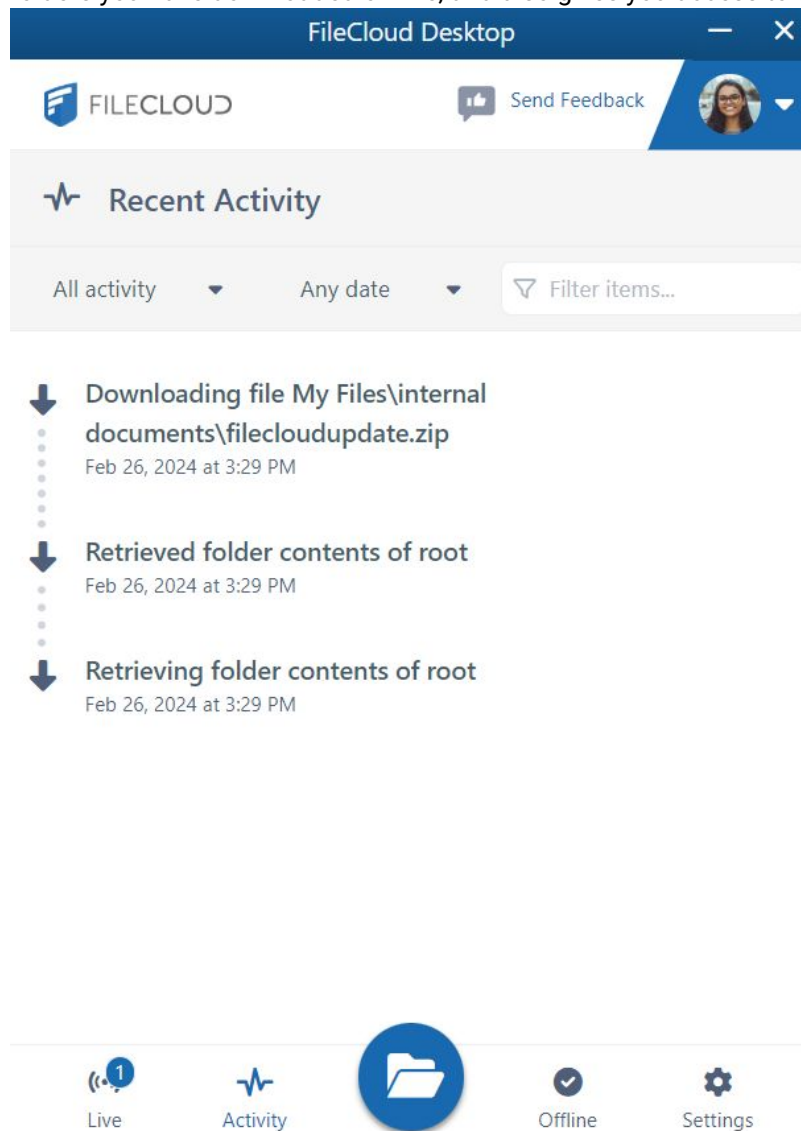 FileCloud Desktop
FILECLOUD
Send Feedback
Recent Activity
All activity
Any date
Filter items...
Downloading file My Files\internal
documents\filecloudupdate.zip
Feb 26, 2024 at 3:29 PM
Retrieved folder contents of root
Feb 26, 2024 at 3:29 PM
Retrieving folder contents of root
Feb 26, 2024 at 3:29 PM
1
Live
Activity
Offline
Settings